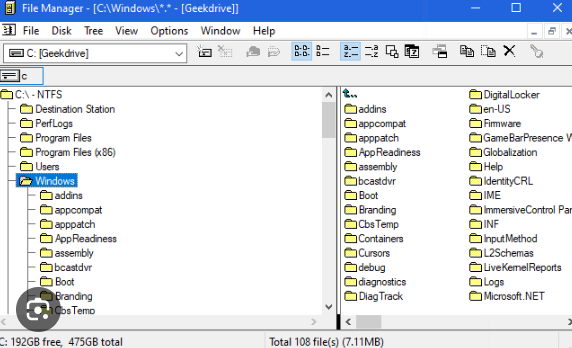 File Manager - [C:\Windows\*.* - [Geekdrive]]
File Disk Tree View Options Window Help
C: [Geekdrive]
c
C:\ - NTFS
Destination Station
PerfLogs
Program Files
Program Files (x86)
Users
Windows
addins
appcompat
apppatch
AppReadiness
assembly
bcastdvr
Boot
Branding
CbsTemp
addins
appcompat
apppatch
AppReadiness
assembly
bcastdvr
Boot
Branding
CbsTemp
Containers
Cursors
debug
diagnostics
DiagTrack
DigitalLocker
en-US
Firmware
GameBarPresence W
Globalization
Help
IdentityCRL
IME
ImmersiveControl Pan
INF
InputMethod
L2Schemas
LiveKernelReports
Logs
Microsoft.NET
C: 192GB free, 475GB total
Total 108 file(s) (7.11MB)